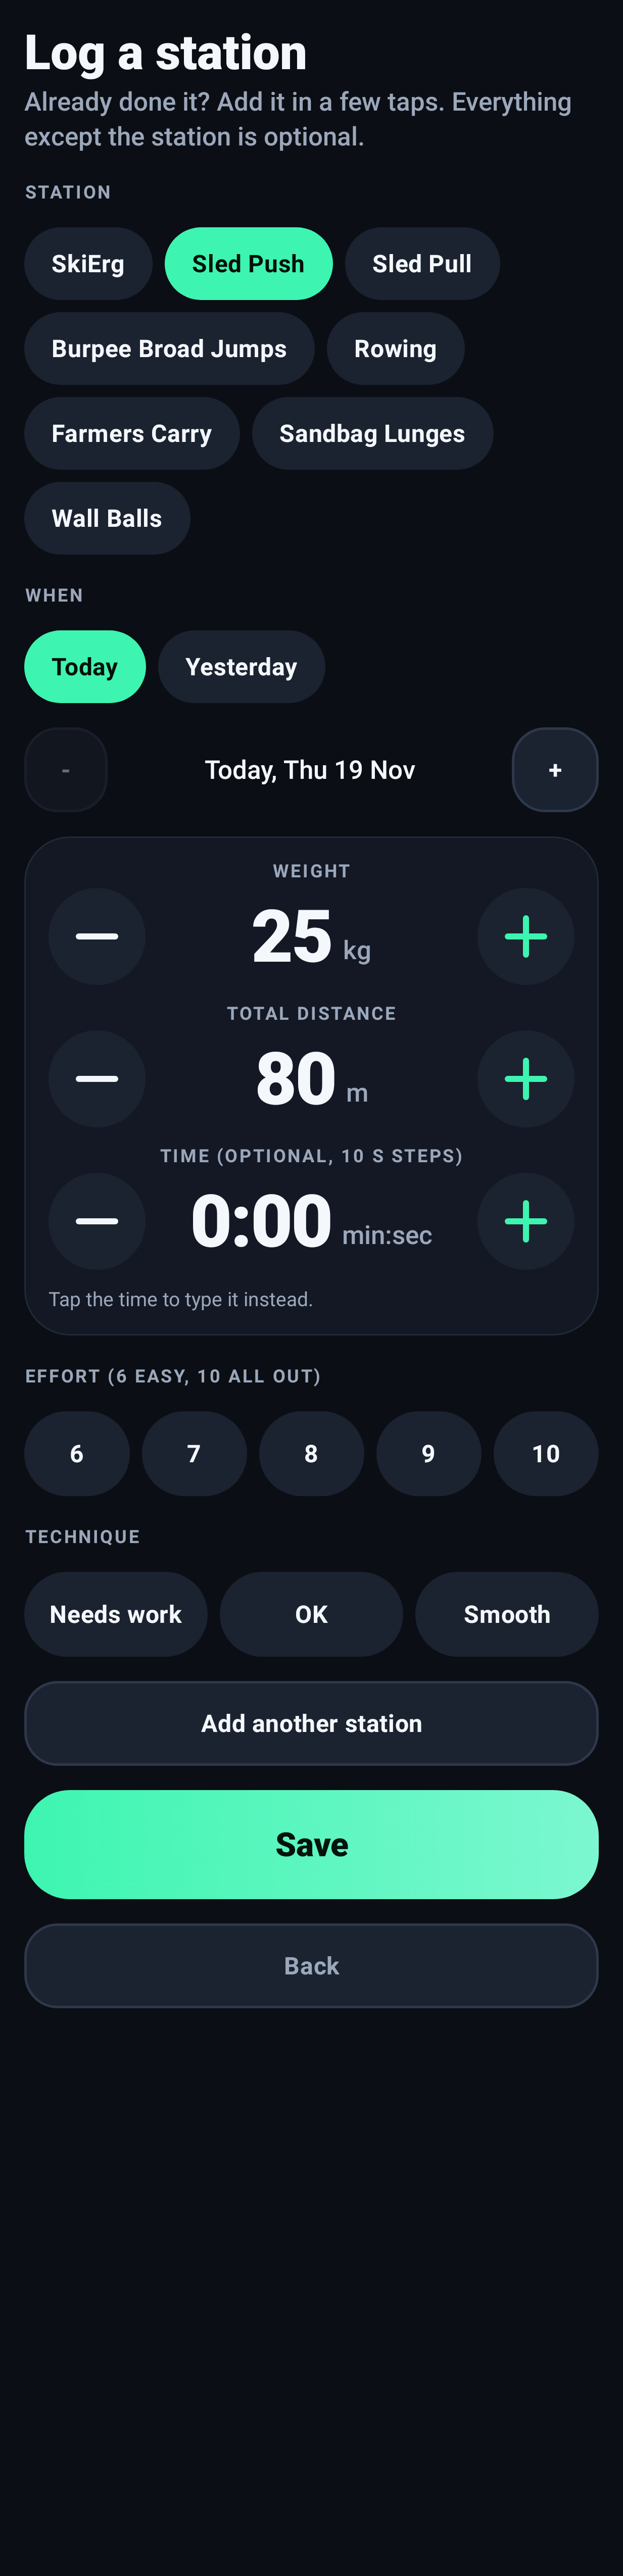 Log a station
Already done it? Add it in a few taps. Everything
except the station is optional.
STATION
SkiErg Sled Push Sled Pull
Burpee Broad Jumps Rowing
Farmers Carry Sandbag Lunges
Wall Balls
WHEN
Today Yesterday
- Today, Thu 19 Nov +
WEIGHT
25 kg
TOTAL DISTANCE
80 m
TIME (OPTIONAL, 10 S STEPS)
0:00 min:sec
Tap the time to type it instead.
EFFORT (6 EASY, 10 ALL OUT)
6 7 8 9 10
TECHNIQUE
Needs work OK Smooth
Add another station
Save
Back